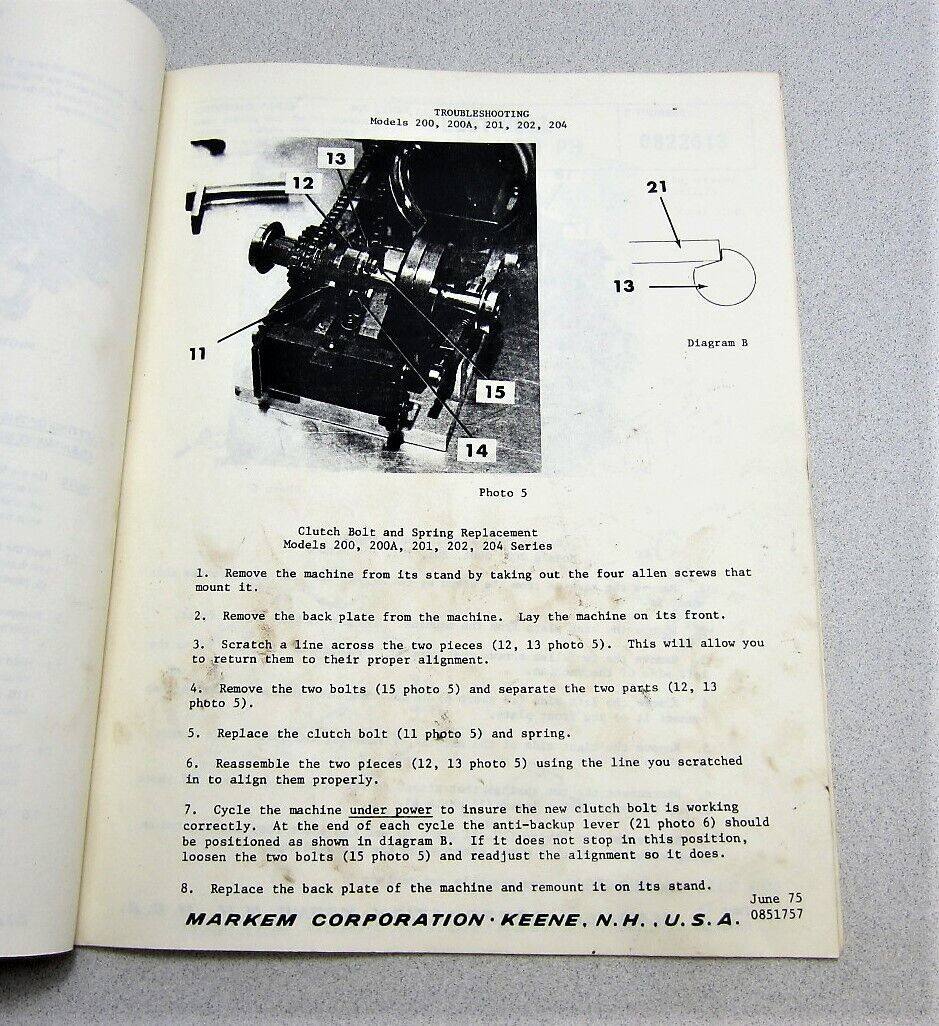 TROUBLESHOOTING
Models 200, 200A, 201, 202, 204
13
12
11
15
14
21
13
Diagram B
Photo 5
Clutch Bolt and Spring Replacement
Models 200, 200A, 201, 202, 204 Series
1. Remove the machine from its stand by taking out the four allen screws that
mount it.
2. Remove the back plate from the machine. Lay the machine on its front.
3. Scratch a line across the two pieces (12, 13 photo 5). This will allow you
to return them to their proper alignment.
4. Remove the two bolts (15 photo 5) and separate the two parts (12, 13
photo 5).
5. Replace the clutch bolt (11 photo 5) and spring.
6. Reassemble the two pieces (12, 13 photo 5) using the line you scratched
in to align them properly.
7. Cycle the machine under power to insure the new clutch bolt is working
correctly. At the end of each cycle the anti-backup lever (21 photo 6) should
be positioned as shown in diagram B. If it does not stop in this position,
loosen the two bolts (15 photo 5) and readjust the alignment so it does.
8. Replace the back plate of the machine and remount it on its stand.
June 75
0851757
MARKEM CORPORATION · KEENE, N.H., U.S.A.